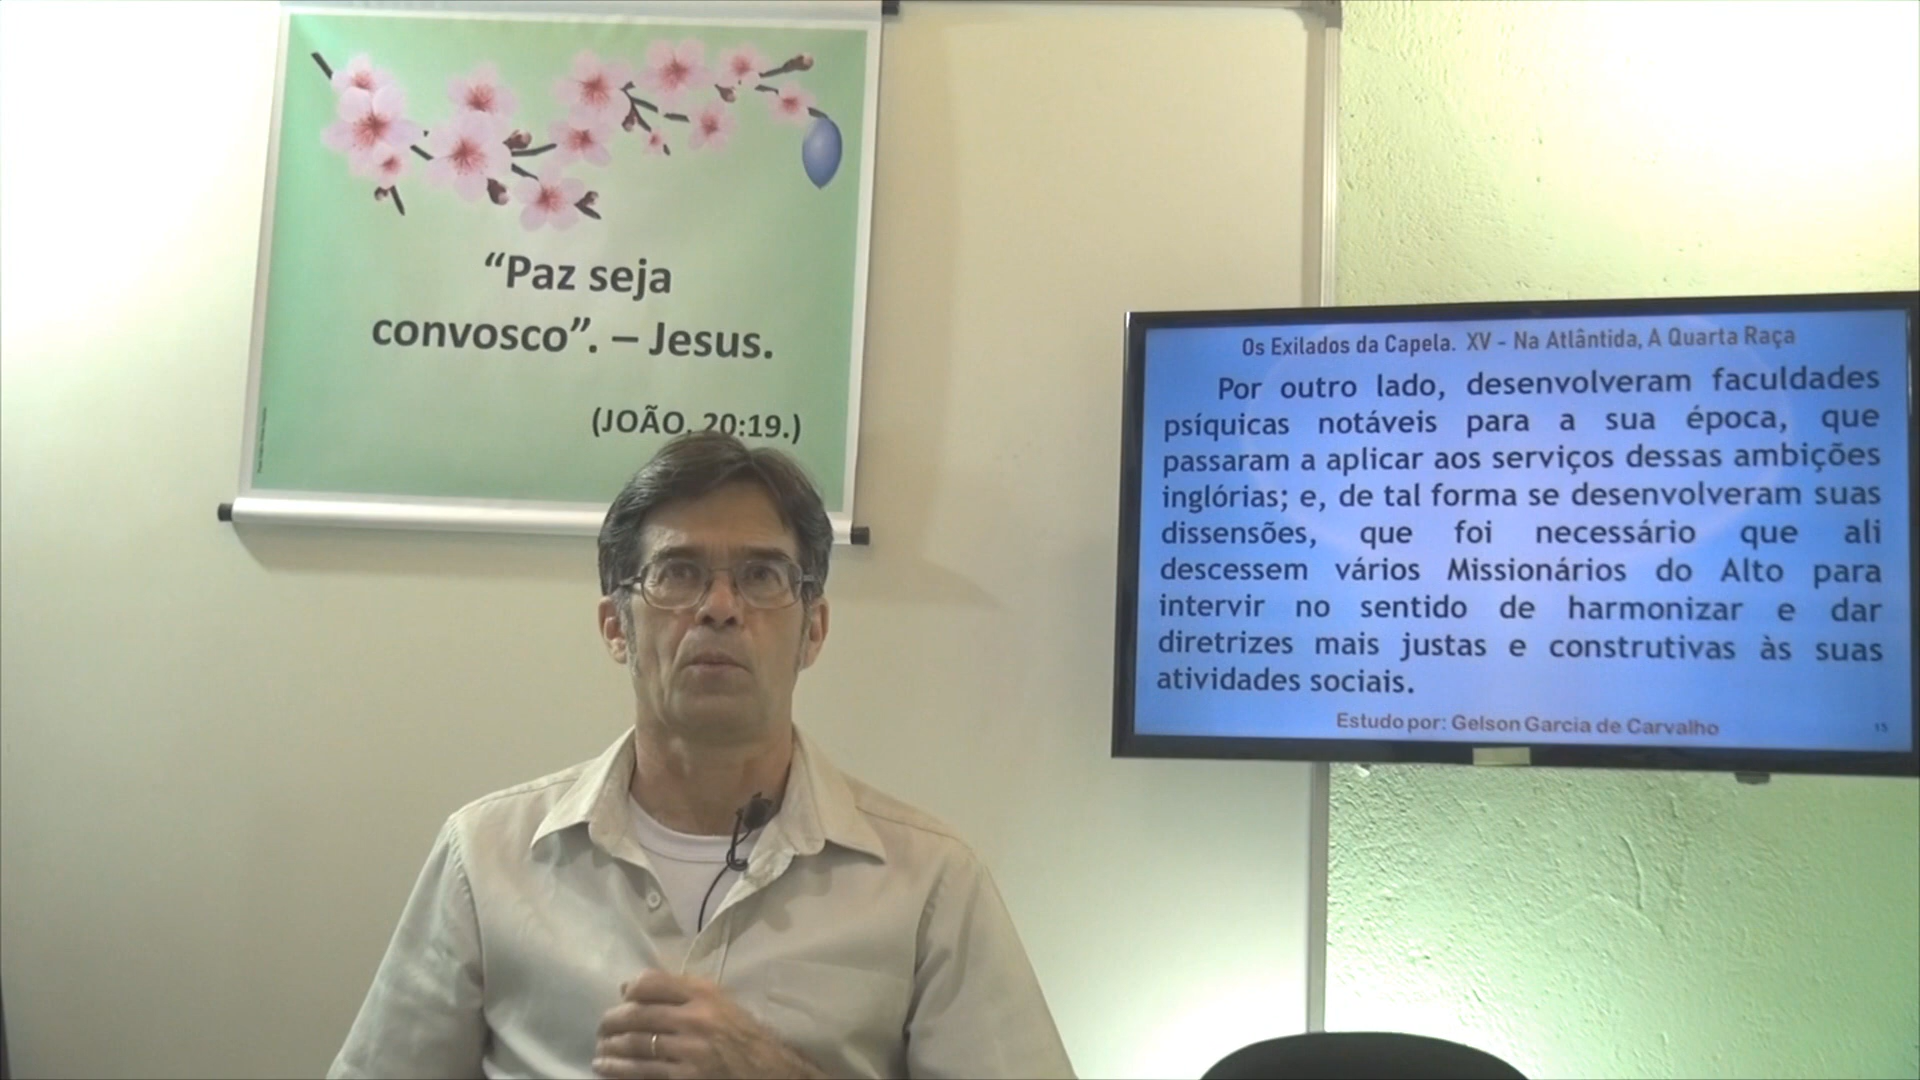 “Paz seja
convosco”. – Jesus.
(JOÃO, 20:19.)
Os Exilados da Capela. XV - Na Atlântida, A Quarta Raça
Por outro lado, desenvolveram faculdades
psíquicas notáveis para a sua época, que
passaram a aplicar aos serviços dessas ambições
inglórias; e, de tal forma se desenvolveram suas
dissensões, que foi necessário que ali
descessem vários Missionários do Alto para
intervir no sentido de harmonizar e dar
diretrizes mais justas e construtivas às suas
atividades sociais.
Estudo por: Gelson Garcia de Carvalho